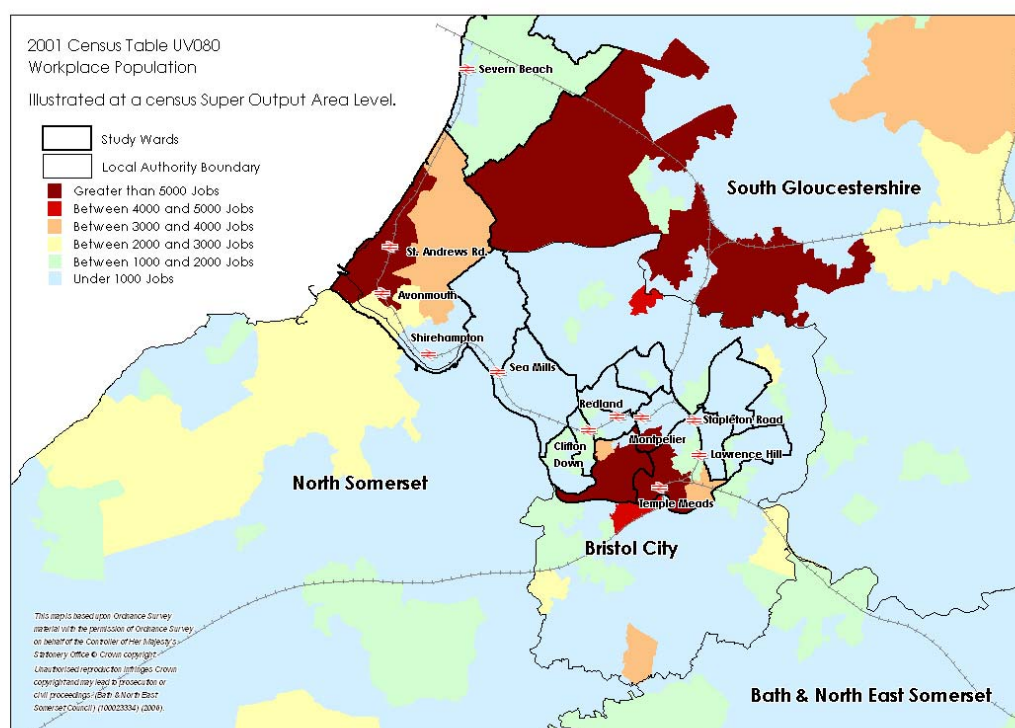 2001 Census Table UV080
Workplace Population
Illustrated at a census Super Output Area Level.
Study Wards
Local Authority Boundary
Greater than 5000 Jobs
Between 4000 and 5000 Jobs
Between 3000 and 4000 Jobs
Between 2000 and 3000 Jobs
Between 1000 and 2000 Jobs
Under 1000 Jobs
Severn Beach
South Gloucestershire
St. Andrews Rd.
Avonmouth
Shirehampton
Sea Mills
Redland
Stapleton Road
Montpelier
Clifton
Down
Lawrence Hill
North Somerset
Temple Meads
Bristol City
This map is based upon Ordnance Survey
material with the permission of Ordnance Survey
on behalf of the Controller of Her Majesty's
Stationery Office © Crown copyright
Unauthorised reproduction infringes Crown
copyright and may lead to prosecution or
civil proceedings. (Bath & North East
Somerset Council) (100023334) (2009).
Bath & North East Somerset